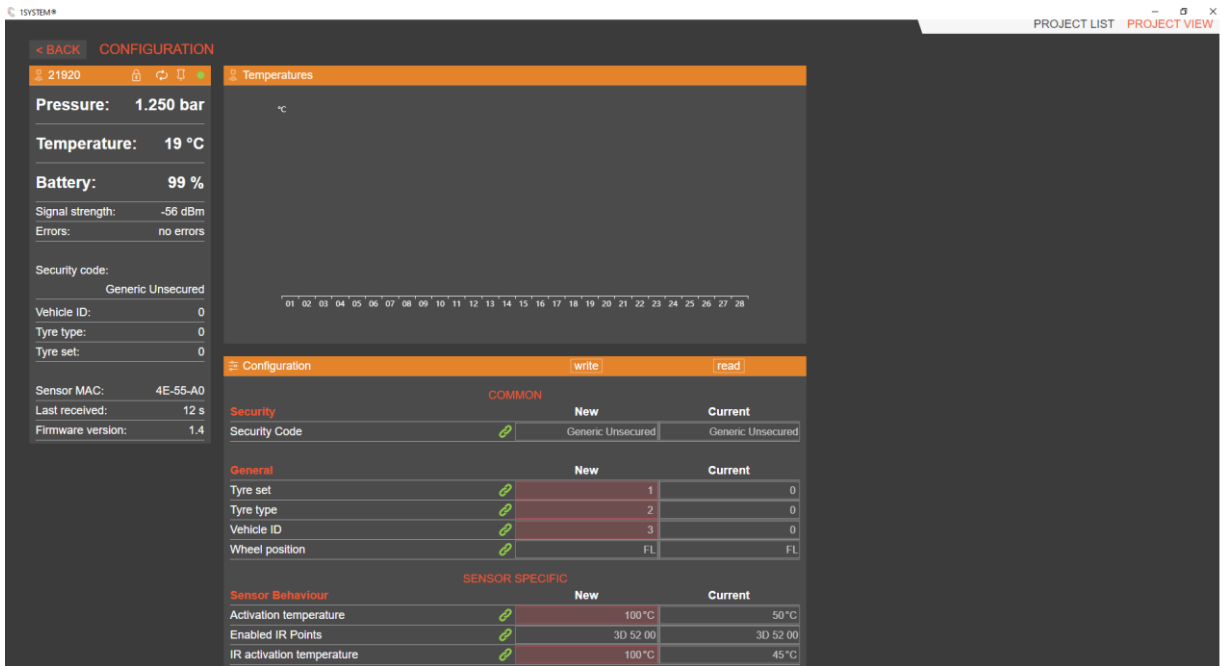 1SYSTEM®
PROJECT LIST PROJECT VIEW
< BACK CONFIGURATION
21920
Pressure: 1.250 bar
Temperature: 19 °C
Battery: 99 %
Signal strength: -56 dBm
Errors: no errors
Security code:
Generic Unsecured
Vehicle ID: 0
Tyre type: 0
Tyre set: 0
Sensor MAC: 4E-55-A0
Last received: 12 s
Firmware version: 1.4
Temperatures
°C
01 02 03 04 05 06 07 08 09 10 11 12 13 14 15 16 17 18 19 20 21 22 23 24 25 26 27 28
Configuration write read
COMMON
Security New Current
Security Code Generic Unsecured Generic Unsecured
General New Current
Tyre set 1 0
Tyre type 2 0
Vehicle ID 3 0
Wheel position FL FL
SENSOR SPECIFIC
Sensor Behaviour New Current
Activation temperature 100°C 50°C
Enabled IR Points 3D 52 00 3D 52 00
IR activation temperature 100°C 45°C